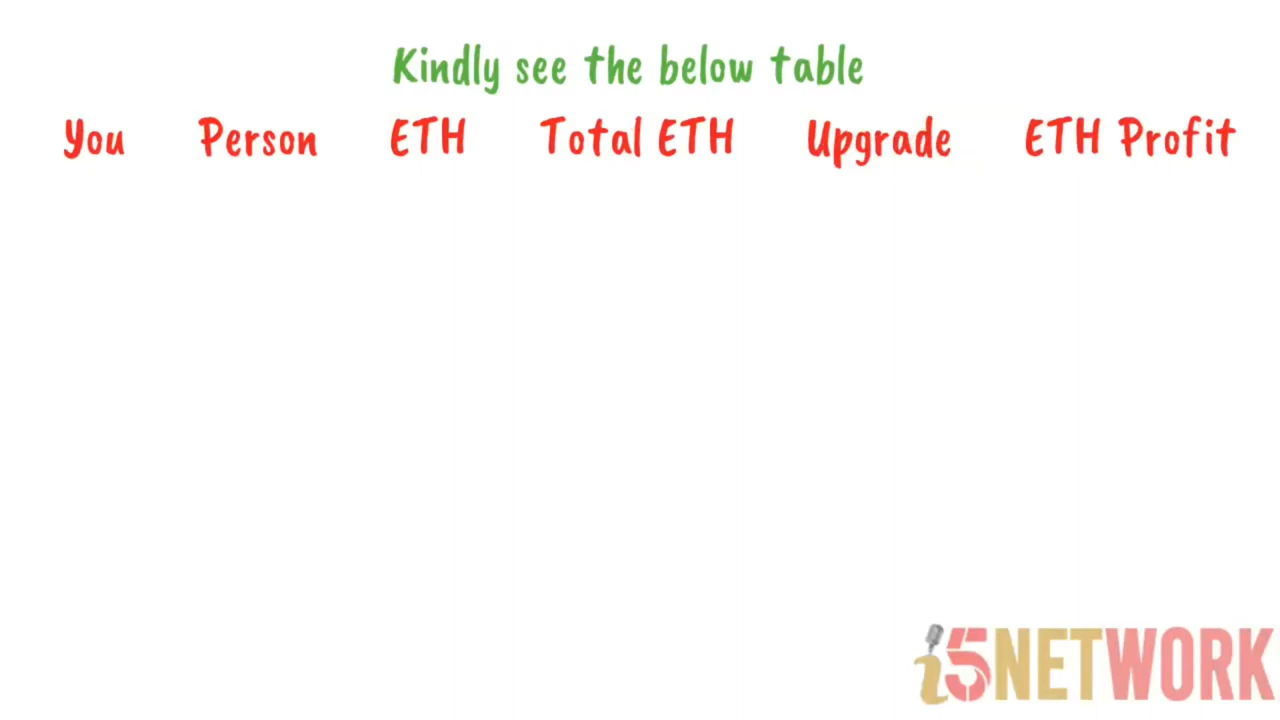 Kindly see the below table
You Person ETH Total ETH Upgrade ETH Profit
i5NETWORK